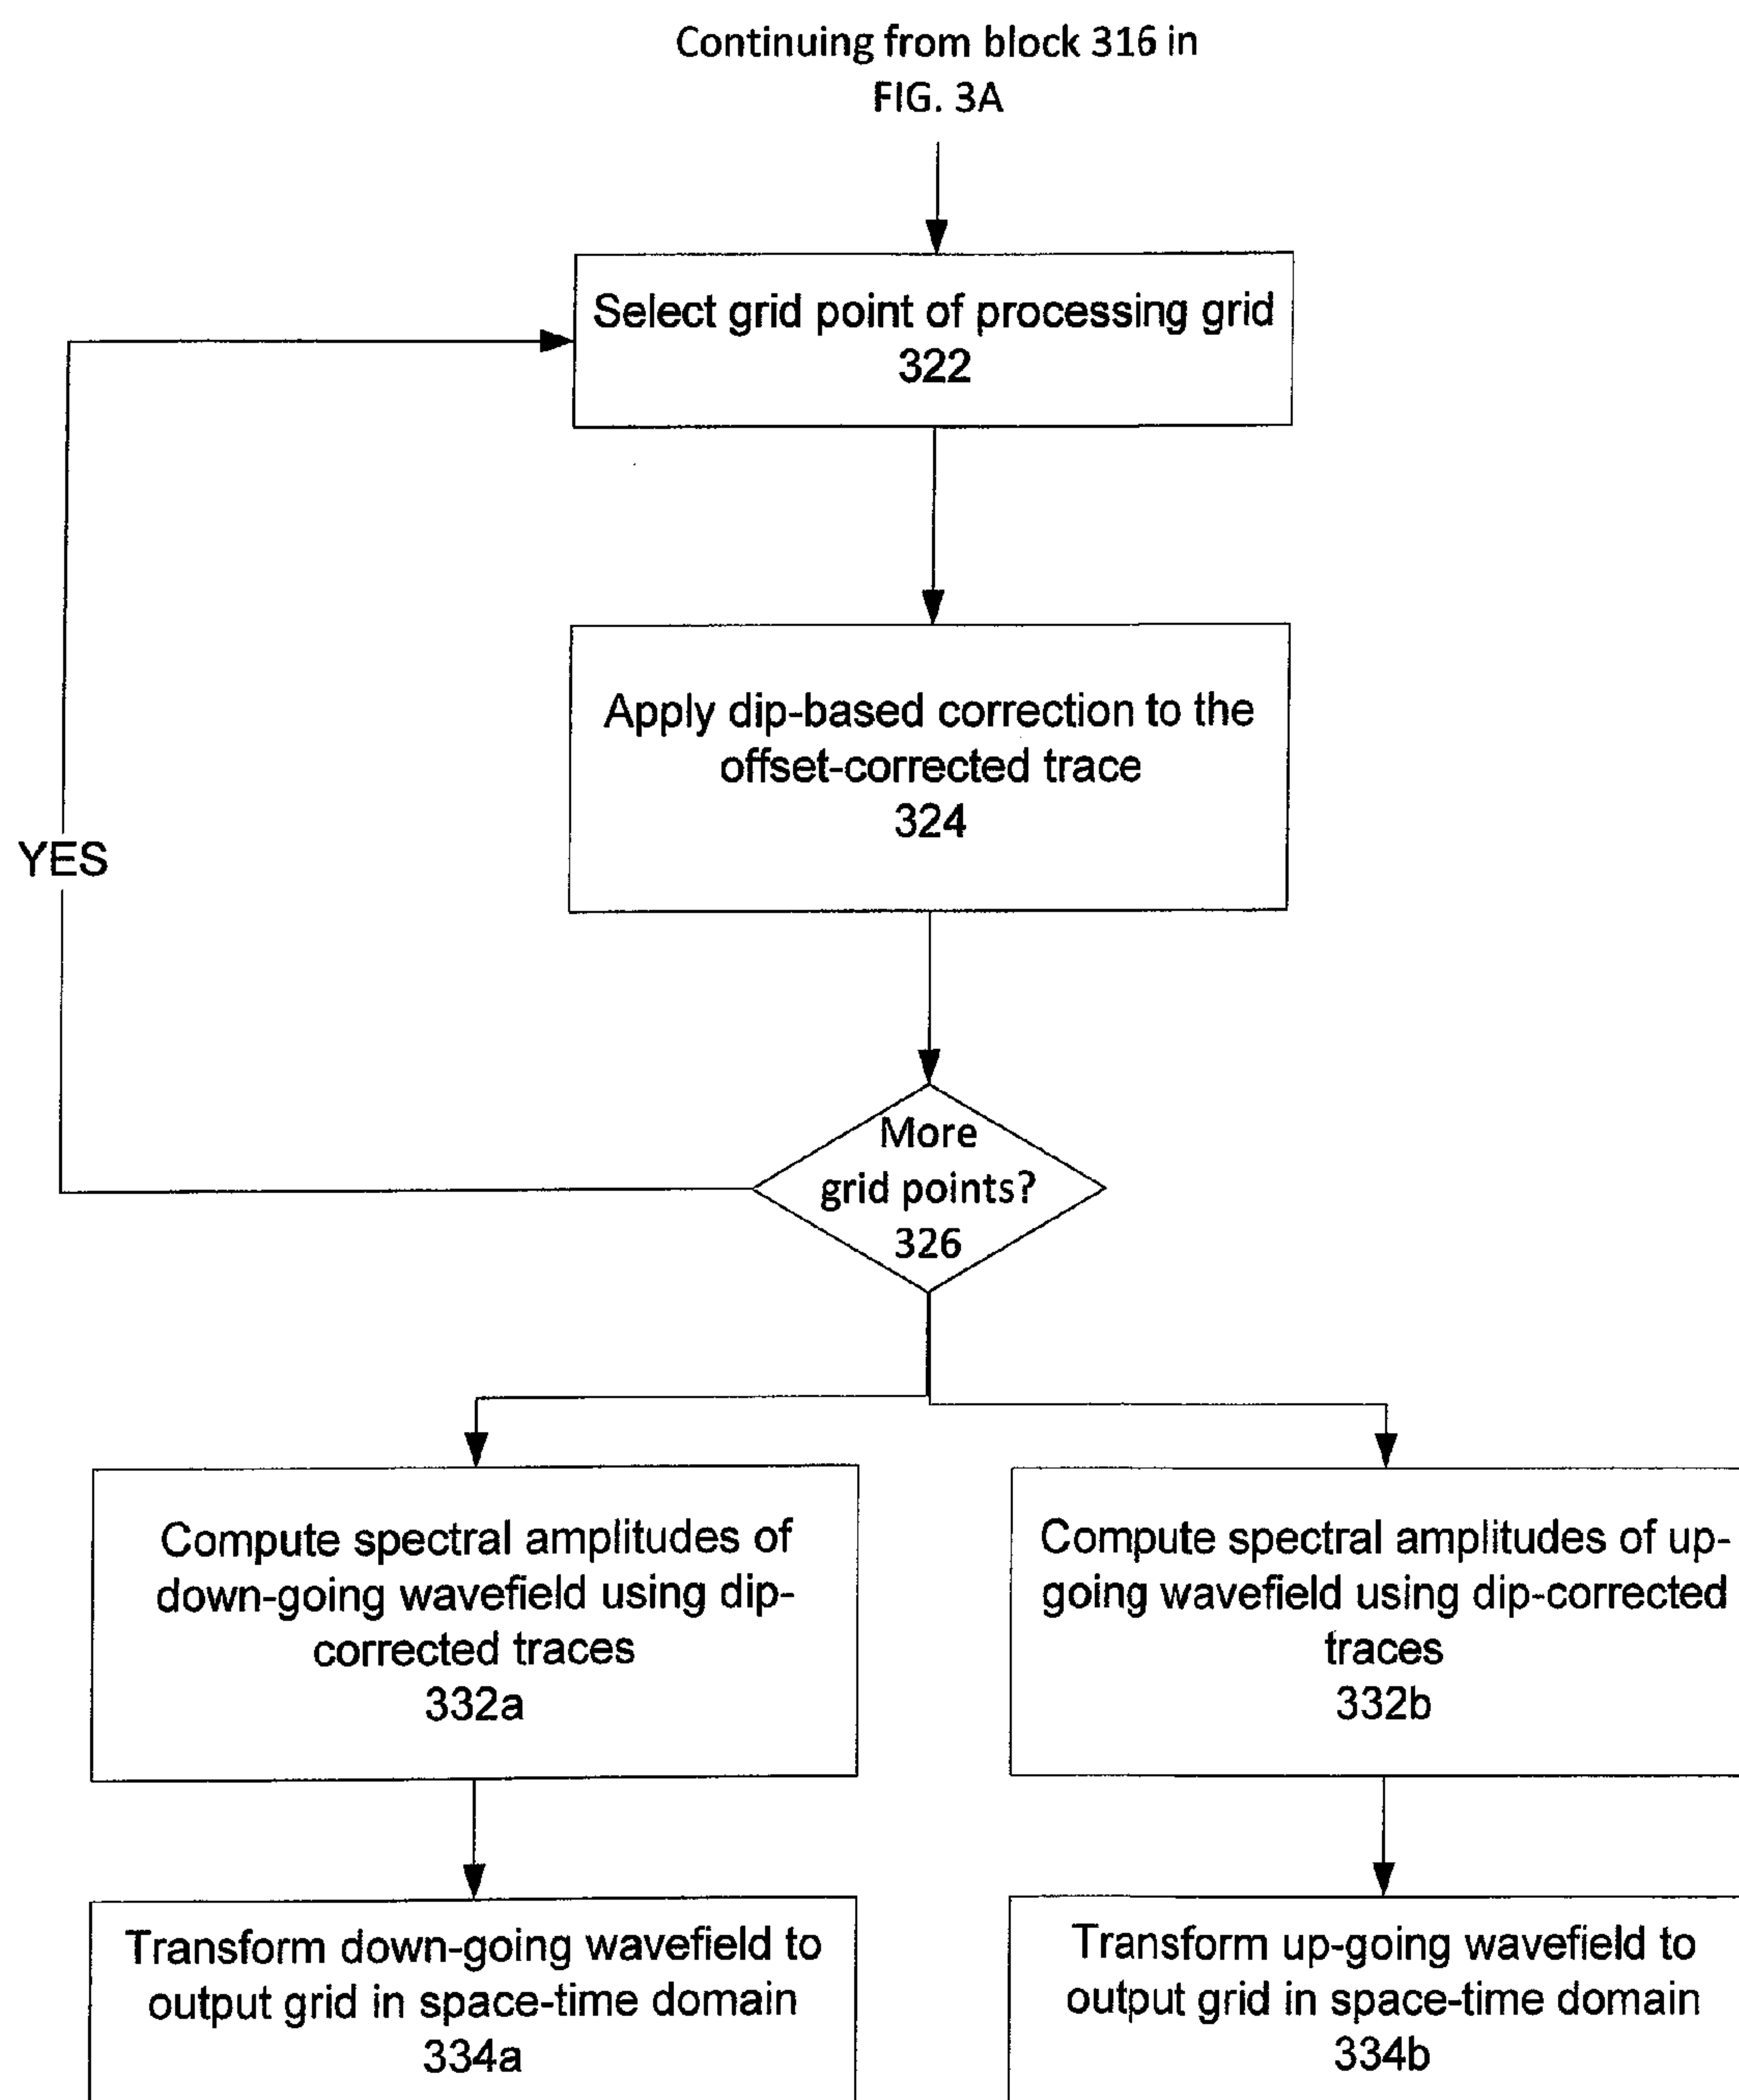 Continuing from block 316 in
FIG. 3A
Select grid point of processing grid
322
Apply dip-based correction to the
offset-corrected trace
324
YES
More
grid points?
326
Compute spectral amplitudes of
down-going wavefield using dip-
corrected traces
332a
Compute spectral amplitudes of up-
going wavefield using dip-corrected
traces
332b
Transform down-going wavefield to
output grid in space-time domain
334a
Transform up-going wavefield to
output grid in space-time domain
334b